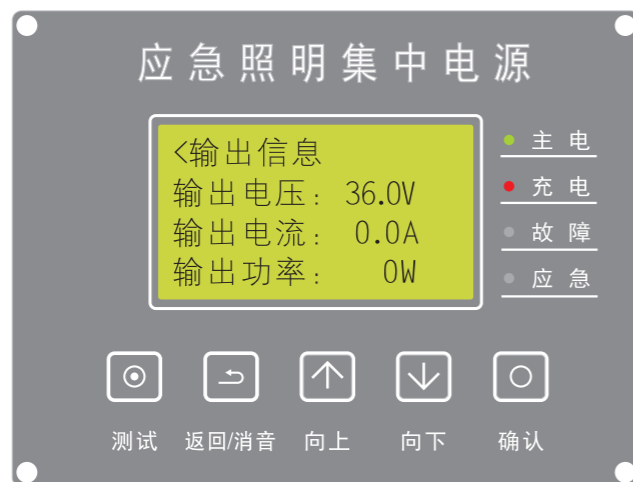 应急照明集中电源
<输出信息
输出电压: 36.0V
输出电流: 0.0A
输出功率: 0W
主电
充电
故障
应急
测试 返回/消音 向上 向下 确认